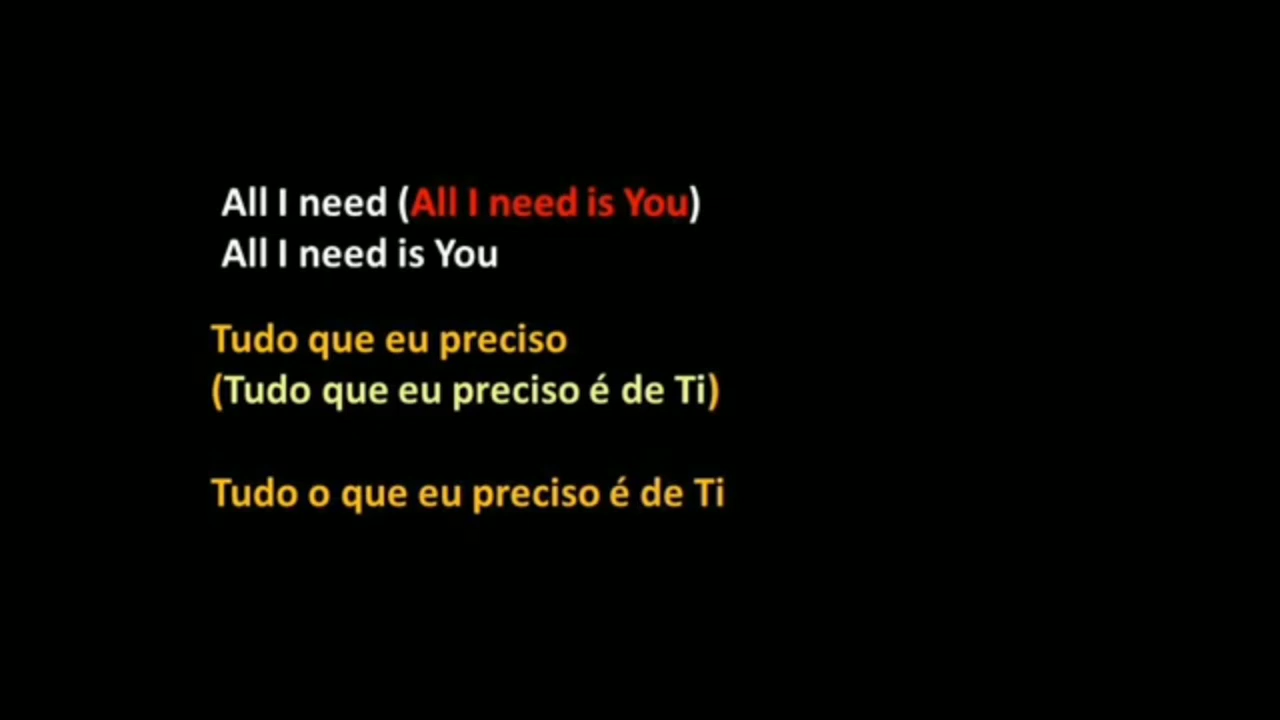 All I need (All I need is You)
All I need is You
Tudo que eu preciso
(Tudo que eu preciso é de Ti)
Tudo o que eu preciso é de Ti